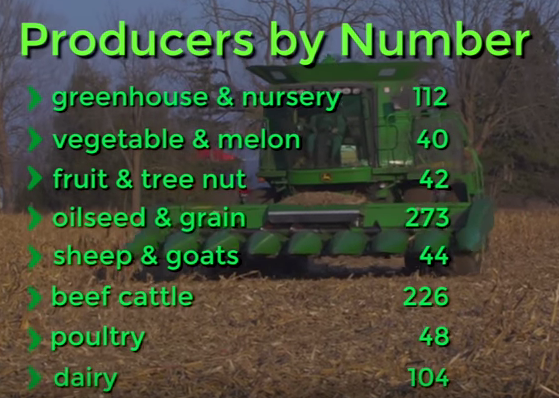 Producers by Number
greenhouse & nursery 112
vegetable & melon 40
fruit & tree nut 42
oilseed & grain 273
sheep & goats 44
beef cattle 226
poultry 48
dairy 104